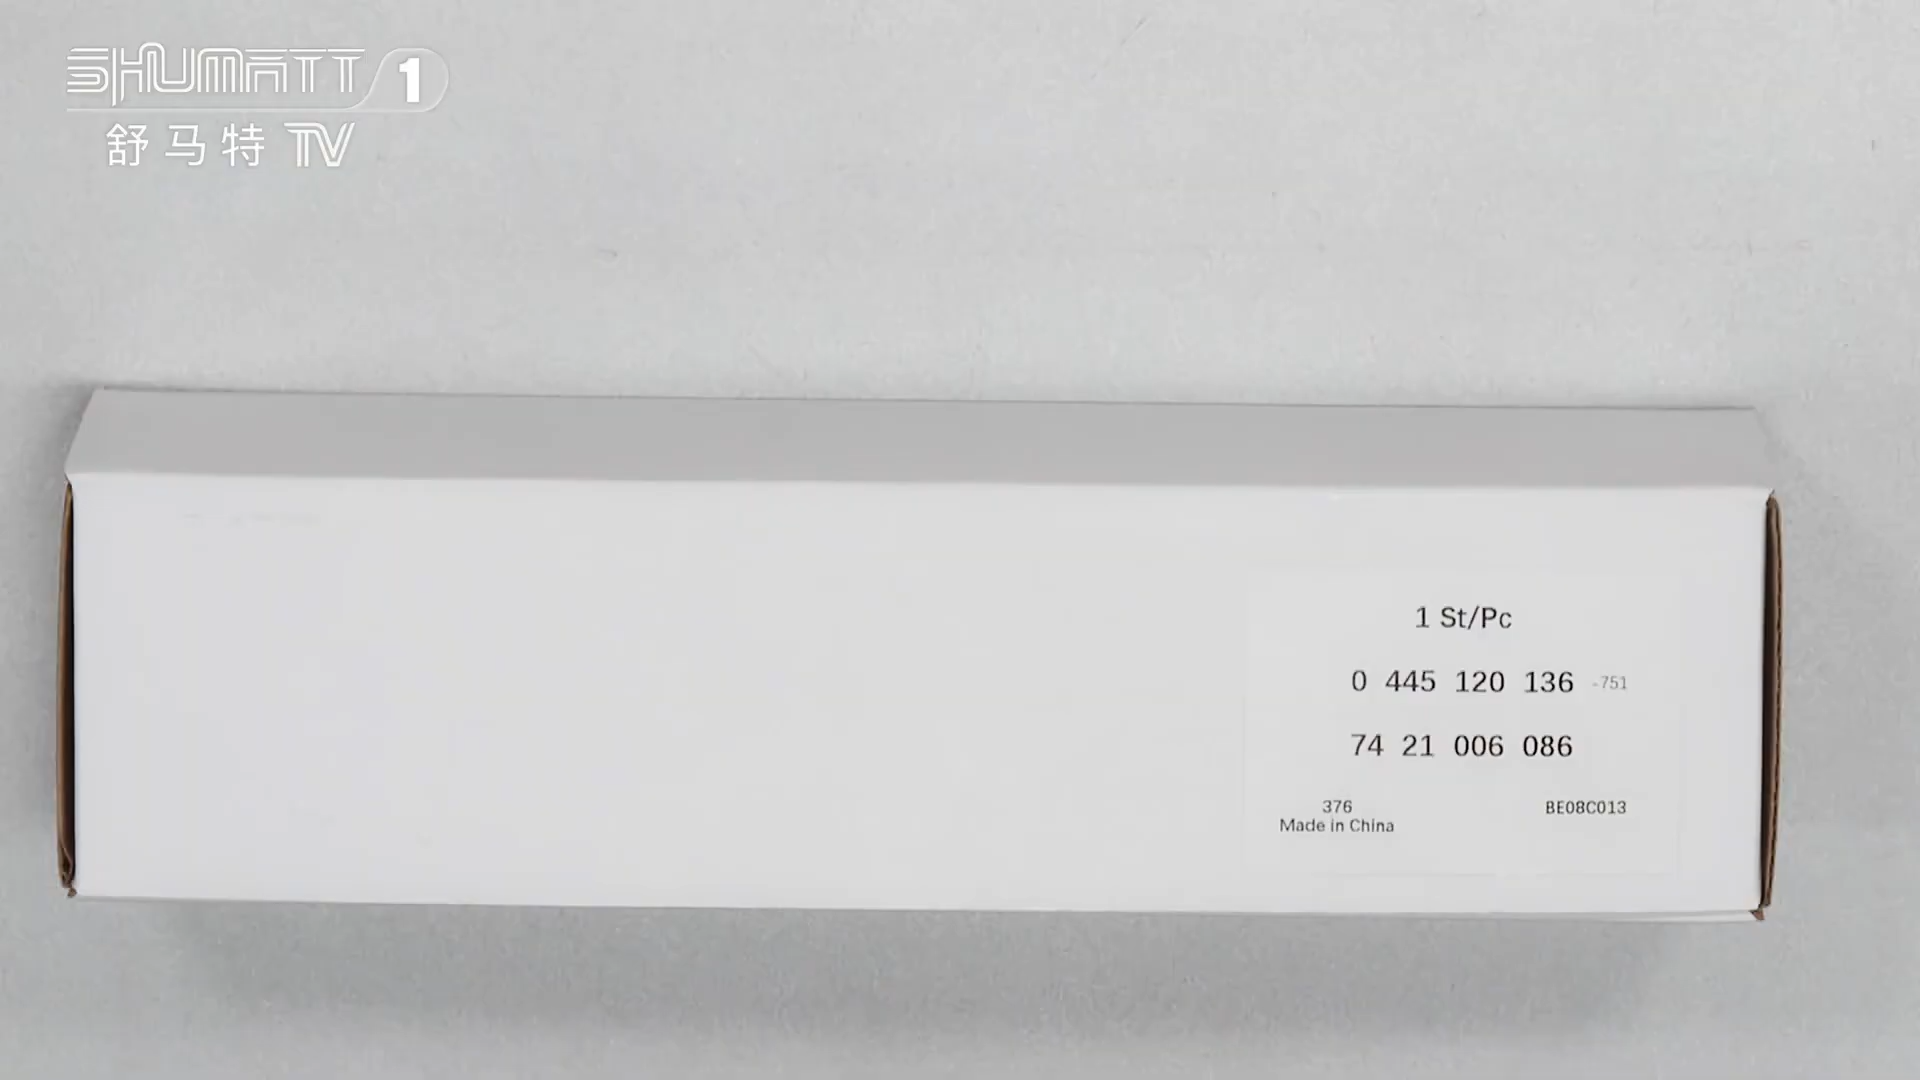 SHUMATT 1
舒马特 TV
1 St/Pc
0 445 120 136 -751
74 21 006 086
376 BE08C013
Made in China